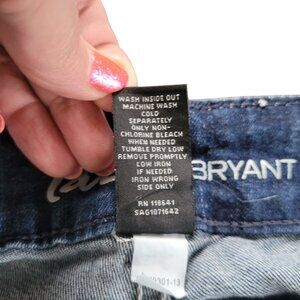 WASH INSIDE OUT
MACHINE WASH
COLD
SEPARATELY
ONLY NON-
CHLORINE BLEACH
WHEN NEEDED
TUMBLE DRY LOW
REMOVE PROMPTLY
LOW IRON
IF NEEDED
IRON WRONG
SIDE ONLY
RN 118641
SAG1071642
BRYANT